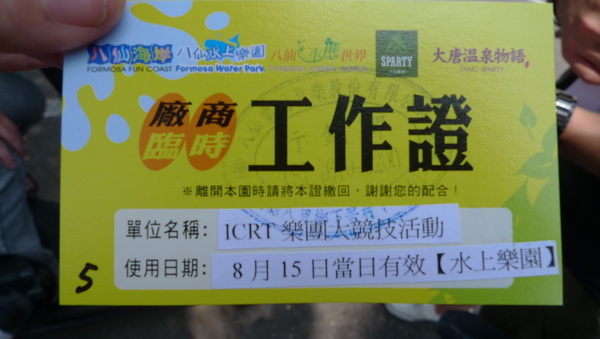 八仙海岸 八仙水上樂園 八仙生態世界 SPARTY 大唐溫泉物語
FORMOSA FUN COAST Formosa Water Park TANG SPARTY
廠商
臨時
工作證
※離開本園時請將本證繳回，謝謝您的配合！
單位名稱： ICRT 樂團大競技活動
使用日期： 8 月 15 日當日有效【水上樂園】
5